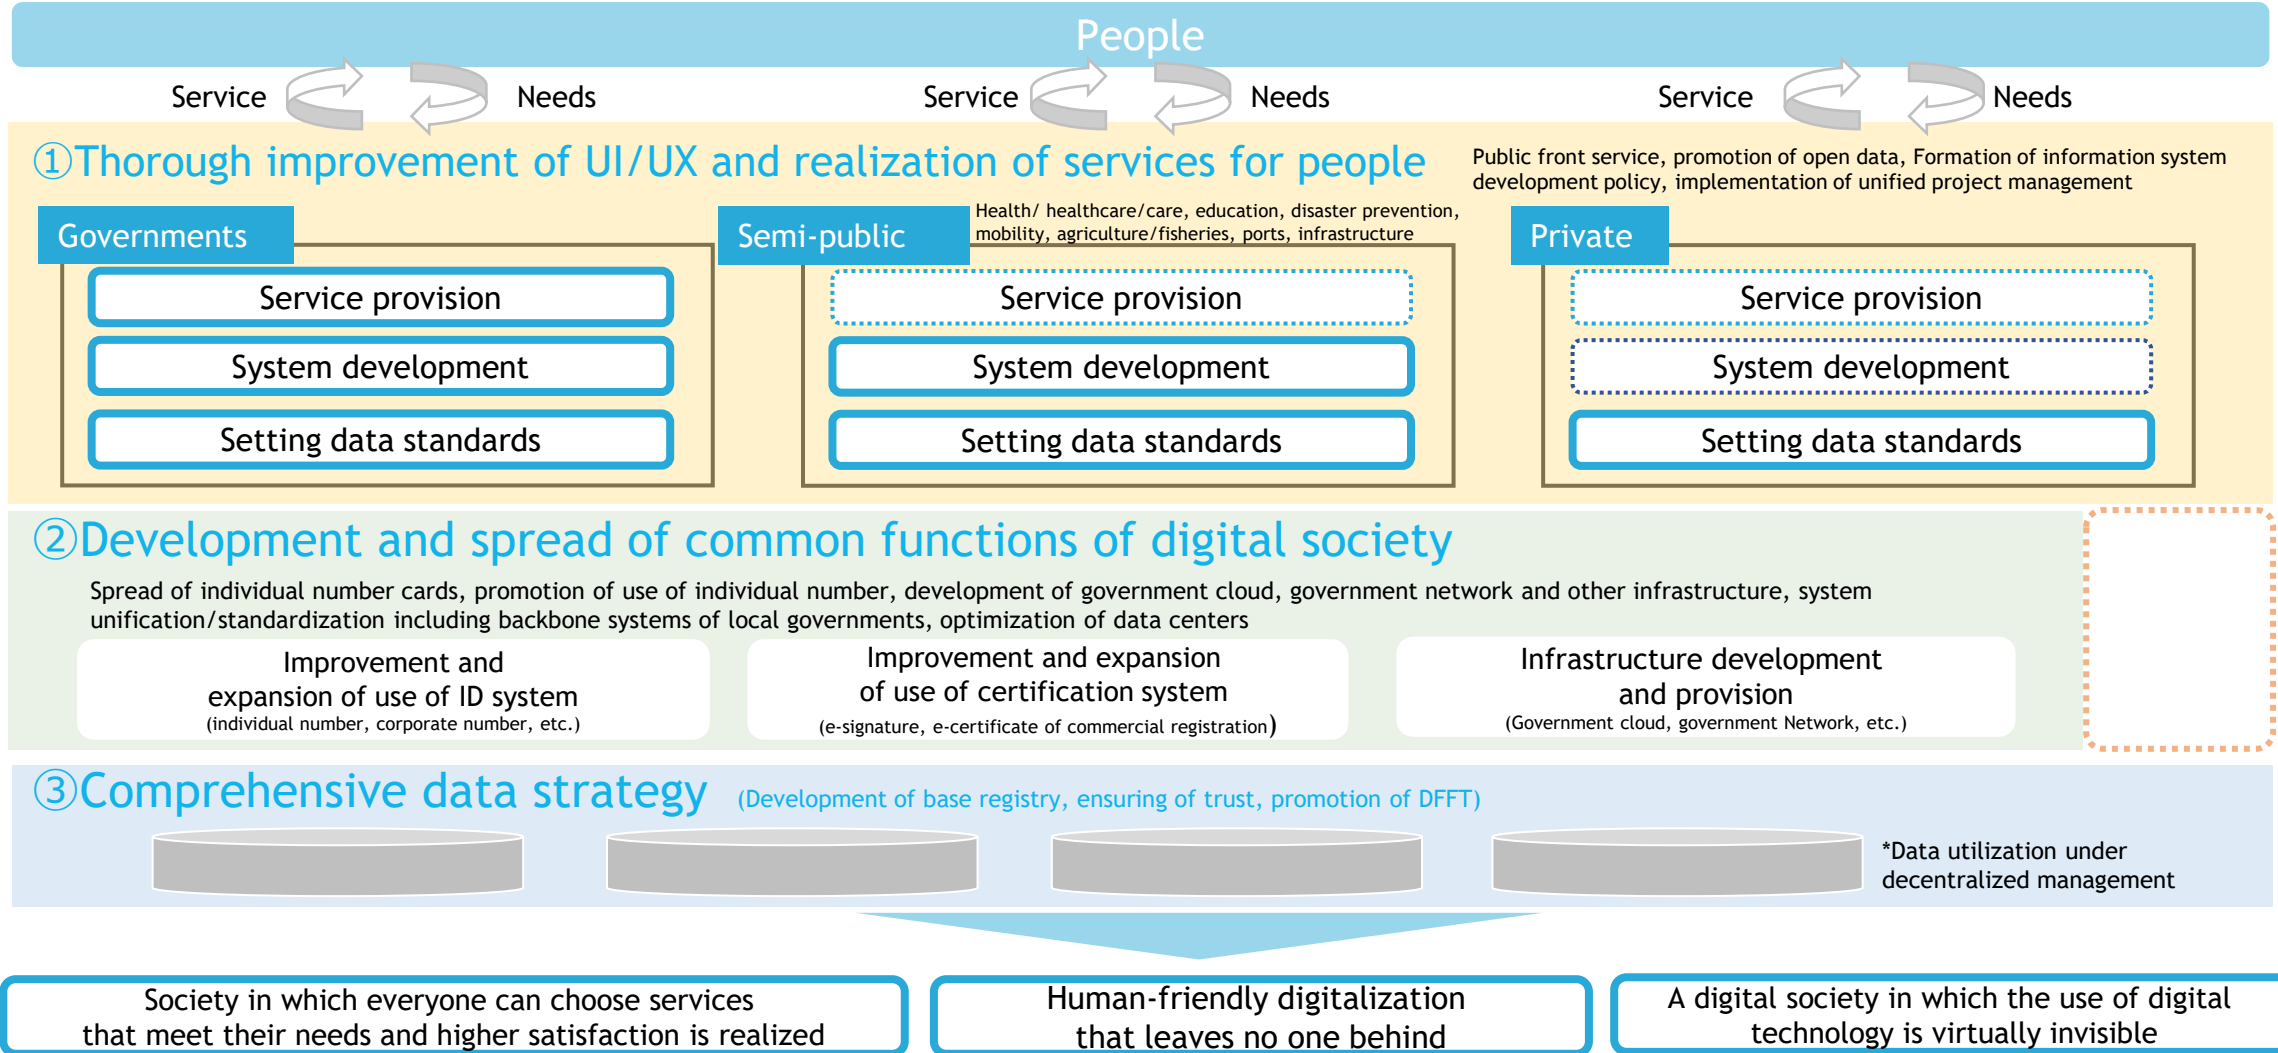 People
Service
Needs
Service
Needs
Service
Needs
①Thorough improvement of UI/UX and realization of services for people
Public front service, promotion of open data, Formation of information system
development policy, implementation of unified project management
Governments
Service provision
System development
Setting data standards
Semi-public
Health/ healthcare/care, education, disaster prevention,
mobility, agriculture/fisheries, ports, infrastructure
Service provision
System development
Setting data standards
Private
Service provision
System development
Setting data standards
②Development and spread of common functions of digital society
Spread of individual number cards, promotion of use of individual number, development of government cloud, government network and other infrastructure, system
unification/standardization including backbone systems of local governments, optimization of data centers
Improvement and
expansion of use of ID system
(individual number, corporate number, etc.)
Improvement and expansion
of use of certification system
(e-signature, e-certificate of commercial registration)
Infrastructure development
and provision
(Government cloud, government Network, etc.)
③Comprehensive data strategy (Development of base registry, ensuring of trust, promotion of DFFT)
*Data utilization under
decentralized management
Society in which everyone can choose services
that meet their needs and higher satisfaction is realized
Human-friendly digitalization
that leaves no one behind
A digital society in which the use of digital
technology is virtually invisible